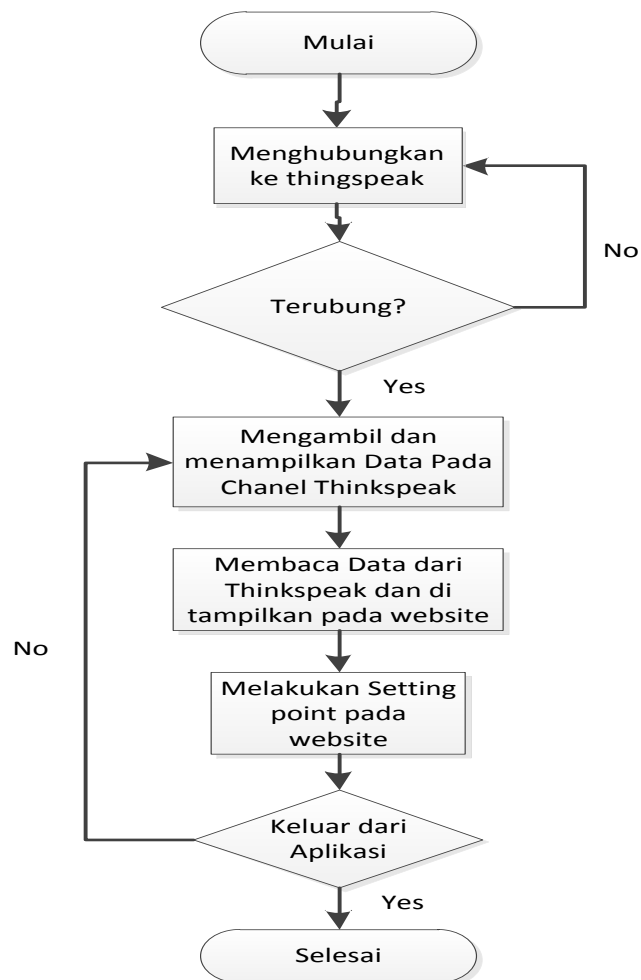 Mulai
Menghubungkan
ke thingspeak
No
Terubung?
Yes
Mengambil dan
menampilkan Data Pada
Chanel Thinkspeak
Membaca Data dari
Thinkspeak dan di
tampilkan pada website
No
Melakukan Setting
point pada
website
Keluar dari
Aplikasi
Yes
Selesai